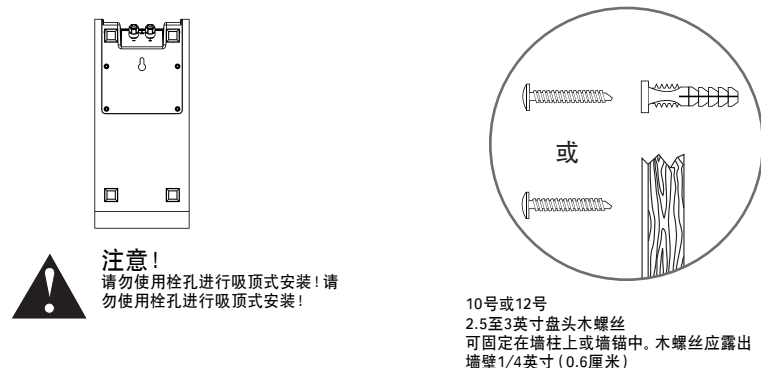 注意！
请勿使用栓孔进行吸顶式安装！请
勿使用栓孔进行吸顶式安装！
或
10号或12号
2.5至3英寸盘头木螺丝
可固定在墙柱上或墙锚中。木螺丝应露出
墙壁1/4英寸(0.6厘米)